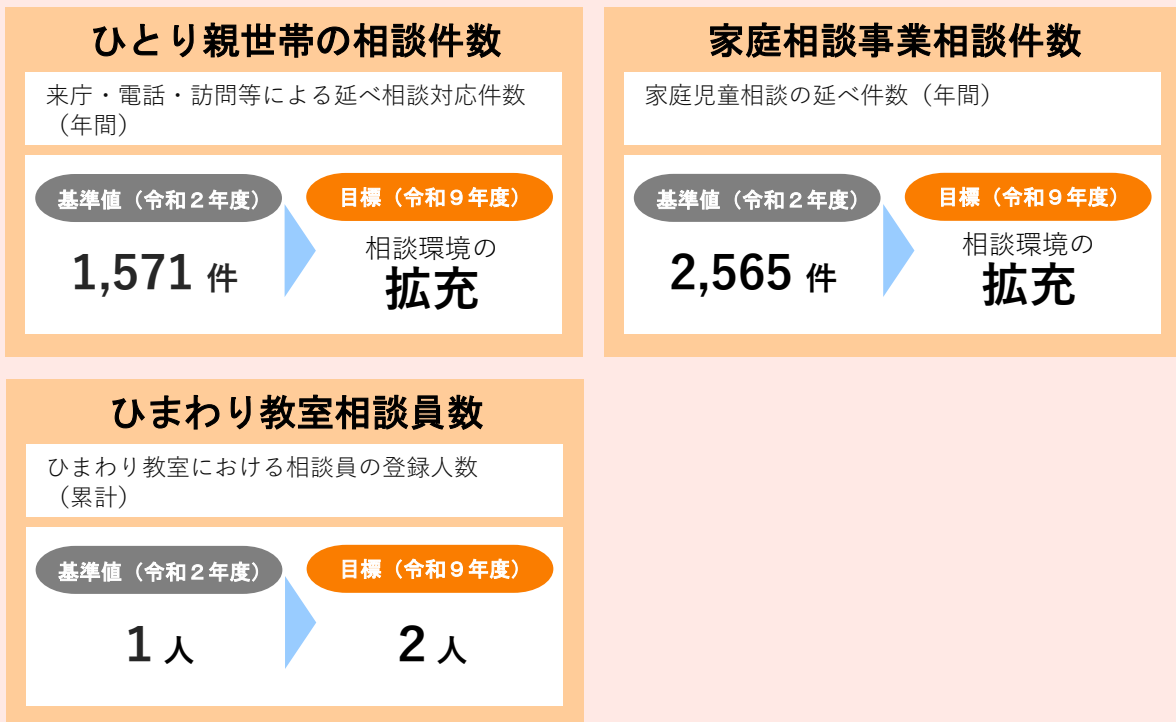 ひとり親世帯の相談件数
来庁・電話・訪問等による延べ相談対応件数
（年間）
基準値（令和２年度）
目標（令和９年度）
1,571 件
相談環境の
拡充
家庭相談事業相談件数
家庭児童相談の延べ件数（年間）
基準値（令和２年度）
目標（令和９年度）
2,565 件
相談環境の
拡充
ひまわり教室相談員数
ひまわり教室における相談員の登録人数
（累計）
基準値（令和２年度）
目標（令和９年度）
1 人
2 人